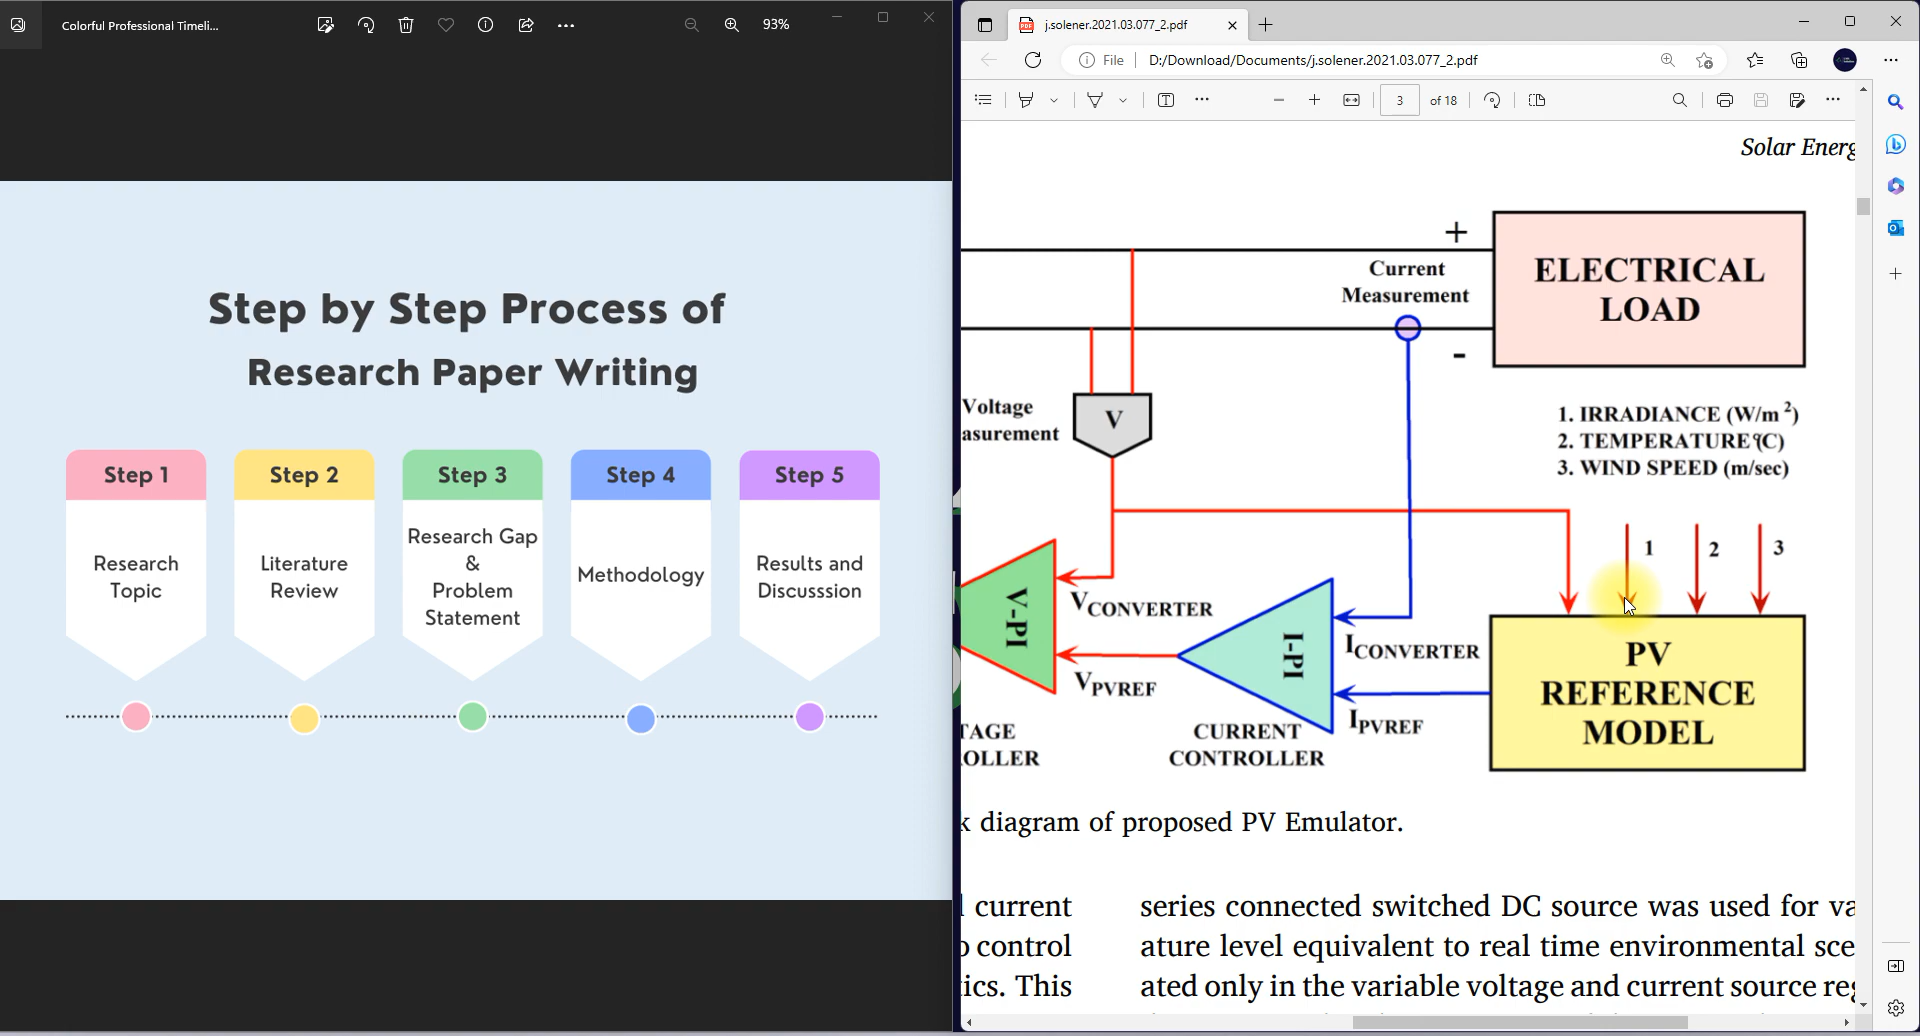 Colorful Professional Timeli...
93%
Step by Step Process of
Research Paper Writing
Step 1
Step 2
Step 3
Step 4
Step 5
Research
Topic
Literature
Review
Research Gap
&
Problem
Statement
Methodology
Results and
Discusssion
j.solener.2021.03.077_2.pdf
File
D:/Download/Documents/j.solener.2021.03.077_2.pdf
3
of 18
Solar Energ
+
-
Current
Measurement
ELECTRICAL
LOAD
Voltage
asurement
V
1. IRRADIANCE (W/m²)
2. TEMPERATURE (°C)
3. WIND SPEED (m/sec)
1
2
3
V-PI
VCONVERTER
VPVREF
I-PI
ICONVERTER
IPVREF
PV
REFERENCE
MODEL
TAGE
OLLER
CURRENT
CONTROLLER
k diagram of proposed PV Emulator.
l current
o control
tics. This
series connected switched DC source was used for va
ature level equivalent to real time environmental sce
ated only in the variable voltage and current source reg